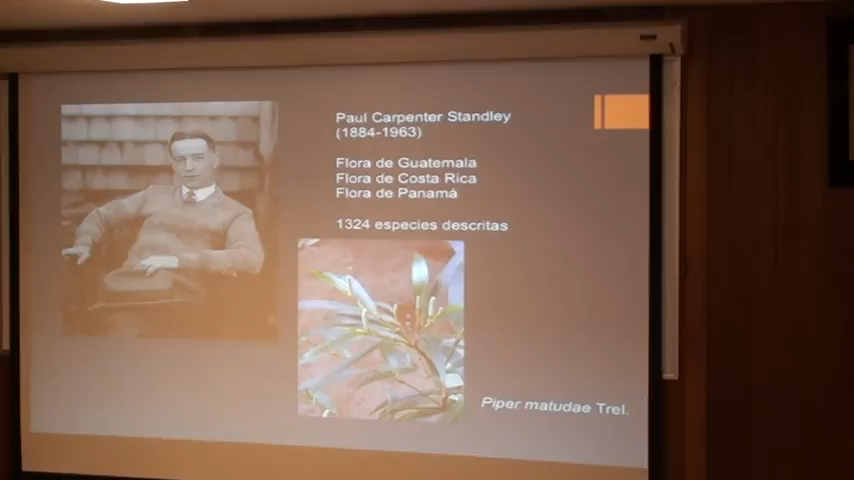 Paul Carpenter Standley
(1884-1963)
Flora de Guatemala
Flora de Costa Rica
Flora de Panamá
1324 especies descritas
Piper matudae Trel.